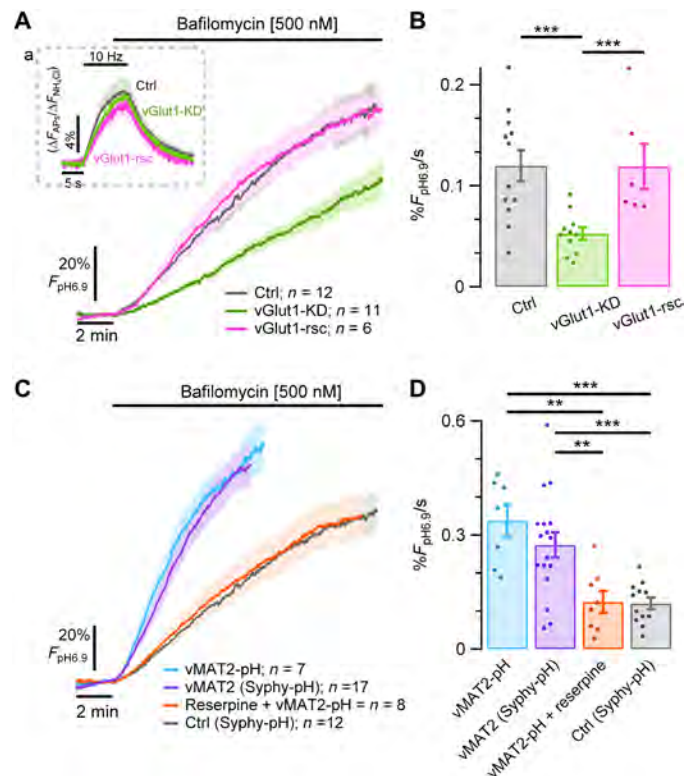 A
Bafilomycin [500 nM]
a
10 Hz
Ctrl
vGlut1-KD
vGlut1-rsc
(ΔF_APs/ΔF_NH₄Cl)
4%
5 s
20%
F_pH6.9
2 min
Ctrl; n = 12
vGlut1-KD; n = 11
vGlut1-rsc; n = 6
B
***
***
%F_pH6.9/s
0.2
0.1
0
Ctrl
vGlut1-KD
vGlut1-rsc
C
Bafilomycin [500 nM]
20%
F_pH6.9
2 min
vMAT2-pH; n = 7
vMAT2 (Syphy-pH); n =17
Reserpine + vMAT2-pH = n = 8
Ctrl (Syphy-pH); n =12
D
***
**
***
**
%F_pH6.9/s
0.6
0.3
0
vMAT2-pH
vMAT2 (Syphy-pH)
vMAT2-pH + reserpine
Ctrl (Syphy-pH)